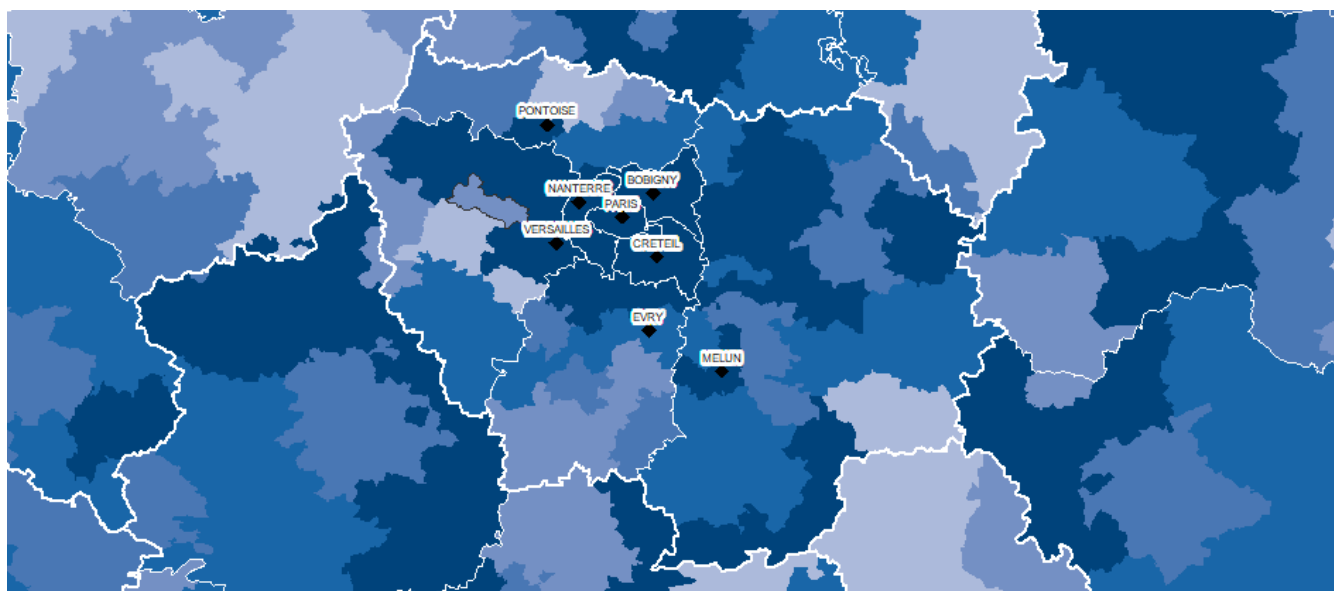 PONTOISE
BOBIGNY
NANTERRE
PARIS
VERSAILLES
CRETEIL
EVRY
MELUN